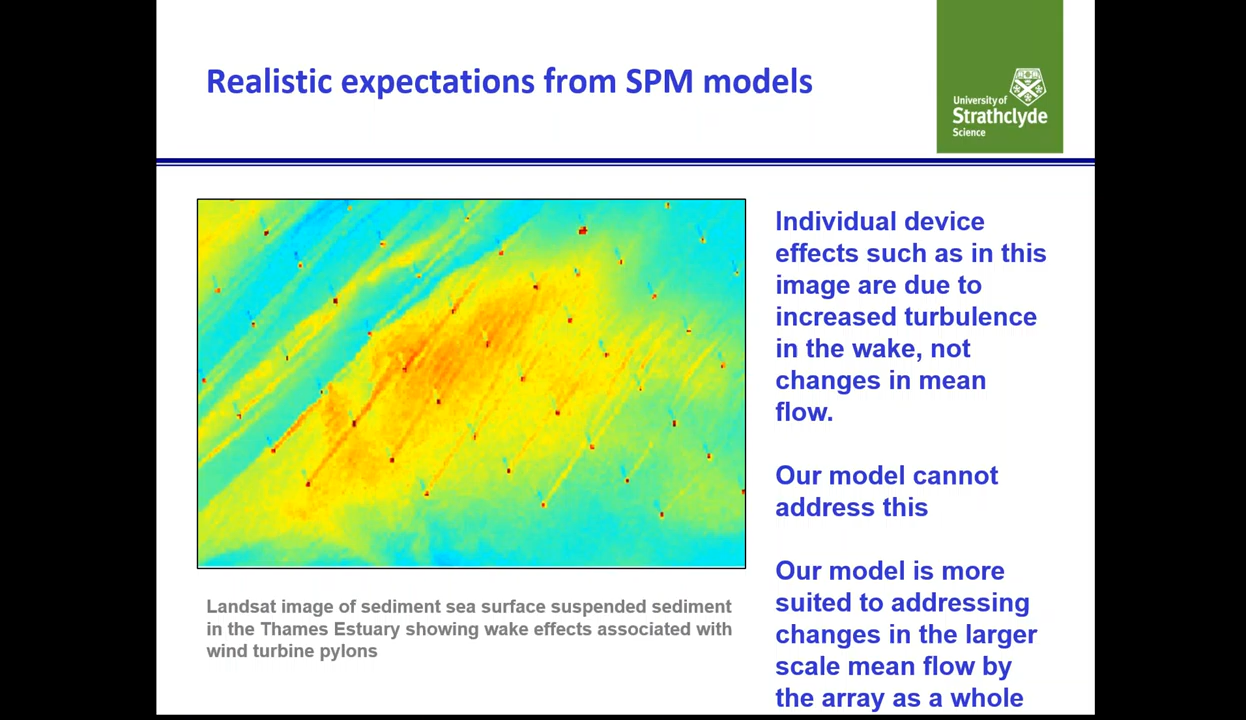 Realistic expectations from SPM models
University of
Strathclyde
Science
Individual device
effects such as in this
image are due to
increased turbulence
in the wake, not
changes in mean
flow.
Our model cannot
address this
Our model is more
suited to addressing
changes in the larger
scale mean flow by
the array as a whole
Landsat image of sediment sea surface suspended sediment
in the Thames Estuary showing wake effects associated with
wind turbine pylons